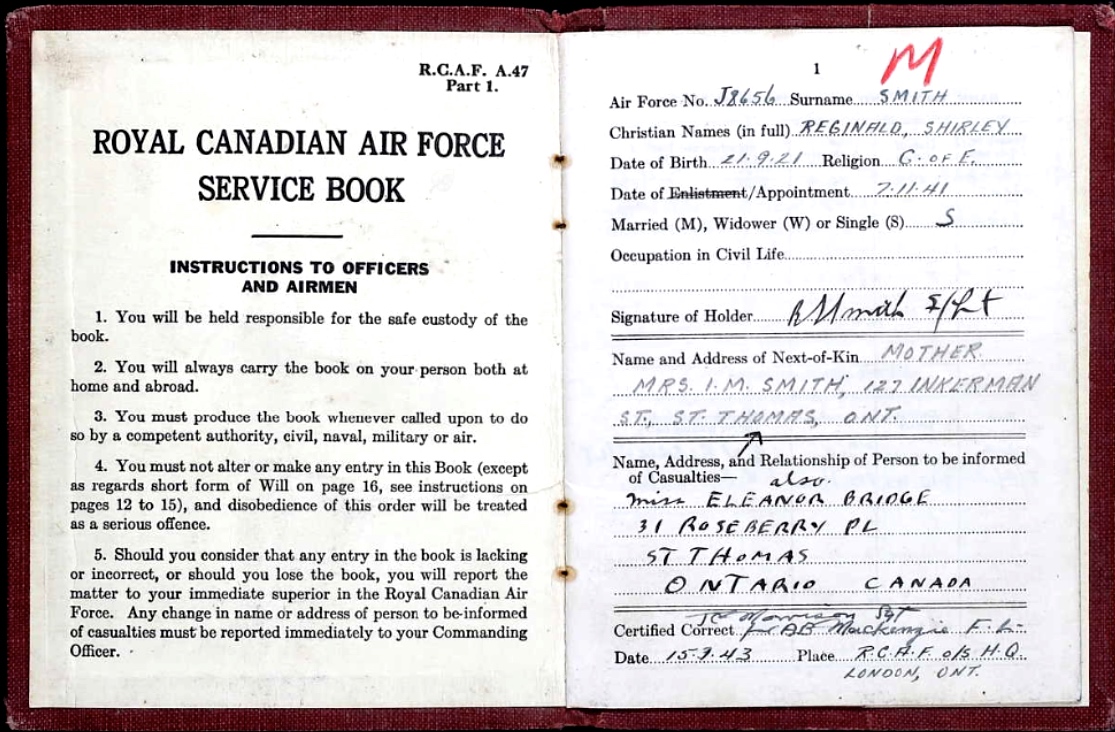 R.C.A.F. A.47
Part 1.
ROYAL CANADIAN AIR FORCE
SERVICE BOOK
INSTRUCTIONS TO OFFICERS
AND AIRMEN
1. You will be held responsible for the safe custody of the
book.
2. You will always carry the book on your person both at
home and abroad.
3. You must produce the book whenever called upon to do
so by a competent authority, civil, naval, military or air.
4. You must not alter or make any entry in this Book (except
as regards short form of Will on page 16, see instructions on
pages 12 to 15), and disobedience of this order will be treated
as a serious offence.
5. Should you consider that any entry in the book is lacking
or incorrect, or should you lose the book, you will report the
matter to your immediate superior in the Royal Canadian Air
Force. Any change in name or address of person to be informed
of casualties must be reported immediately to your Commanding
Officer.
1 M
Air Force No. J8656 Surname SMITH
Christian Names (in full) REGINALD, SHIRLEY
Date of Birth 21.9.21 Religion C. OF E.
Date of Enlistment/Appointment 7.11.41
Married (M), Widower (W) or Single (S) S
Occupation in Civil Life
Signature of Holder RSSmith F/Lt
Name and Address of Next-of-Kin MOTHER.
MRS. I. M. SMITH, 127 INKERMAN
ST., ST. THOMAS, ONT.
Name, Address, and Relationship of Person to be informed
of Casualties— also.
Miss ELEANOR BRIDGE
31 ROSEBERRY PL
ST THOMAS
ONTARIO CANADA
Morrison Sgt
Certified Correct for AB Mackenzie F.L.
Date 15.9.43 Place R.C.A.F. o/s H.Q.
LONDON, ONT.